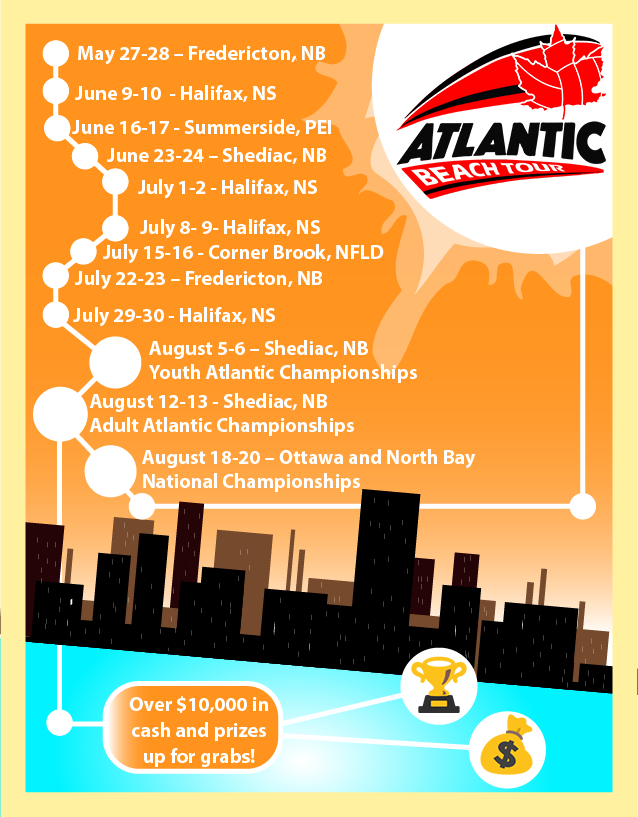 May 27-28 – Fredericton, NB
June 9-10  - Halifax, NS
June 16-17 - Summerside, PEI
June 23-24 – Shediac, NB
July 1-2 - Halifax, NS
July 8- 9- Halifax, NS
July 15-16 - Corner Brook, NFLD
July 22-23 – Fredericton, NB
July 29-30 - Halifax, NS
August 5-6 – Shediac, NB
Youth Atlantic Championships
August 12-13 - Shediac, NB
Adult Atlantic Championships
August 18-20 – Ottawa and North Bay
National Championships
ATLANTIC
BEACH TOUR
Over $10,000 in
cash and prizes
up for grabs!
$